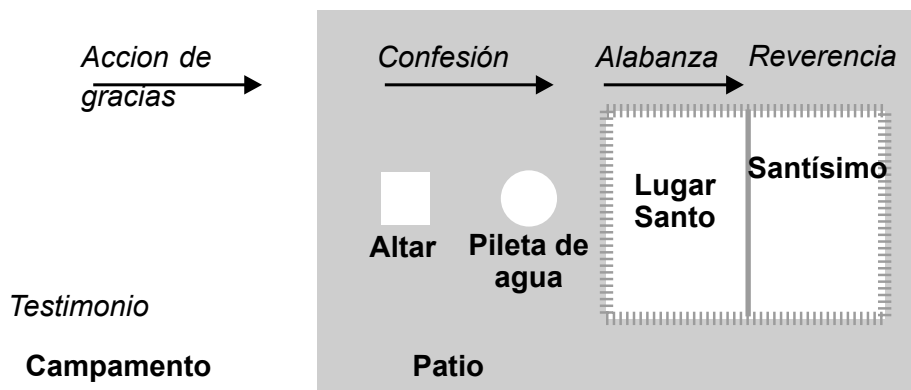 Accion de
gracias
Confesión
Alabanza
Reverencia
Santísimo
Lugar
Santo
Altar
Pileta de
agua
Testimonio
Campamento
Patio